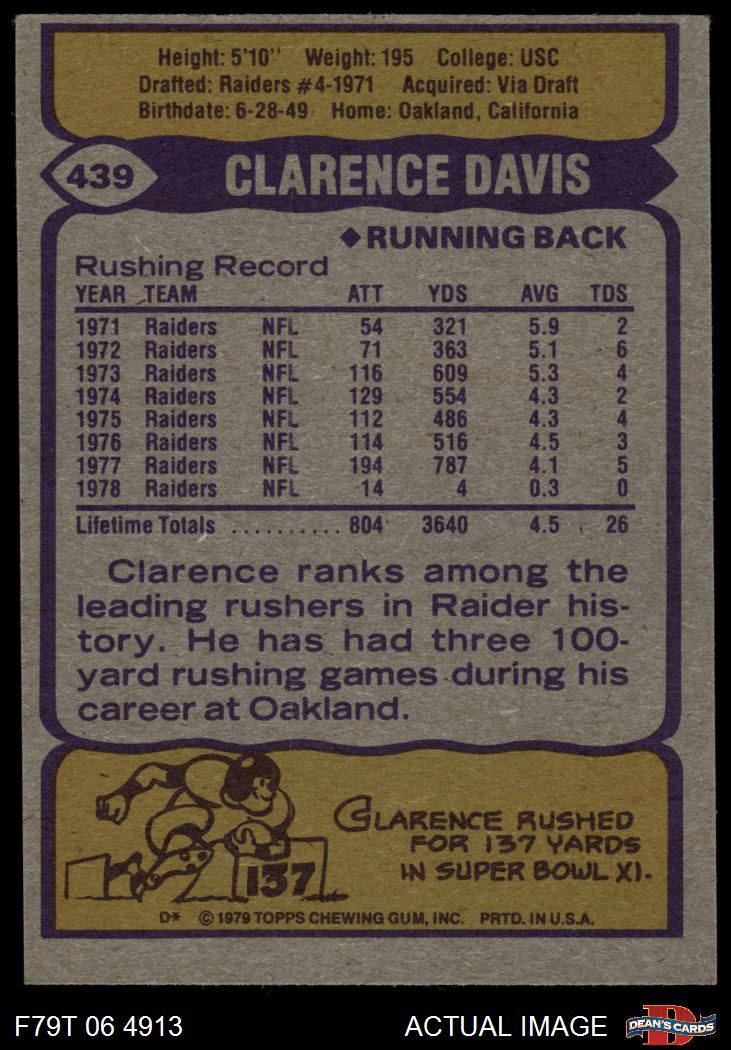 Height: 5'10" Weight: 195 College: USC
Drafted: Raiders #4-1971 Acquired: Via Draft
Birthdate: 6-28-49 Home: Oakland, California
439 CLARENCE DAVIS
◆RUNNING BACK
Rushing Record
YEAR TEAM ATT YDS AVG TDS
1971 Raiders NFL 54 321 5.9 2
1972 Raiders NFL 71 363 5.1 6
1973 Raiders NFL 116 609 5.3 4
1974 Raiders NFL 129 554 4.3 2
1975 Raiders NFL 112 486 4.3 4
1976 Raiders NFL 114 516 4.5 3
1977 Raiders NFL 194 787 4.1 5
1978 Raiders NFL 14 4 0.3 0
Lifetime Totals .......... 804 3640 4.5 26
Clarence ranks among the
leading rushers in Raider his-
tory. He has had three 100-
yard rushing games during his
career at Oakland.
CLARENCE RUSHED
FOR 137 YARDS
IN SUPER BOWL XI.
137
D* © 1979 TOPPS CHEWING GUM, INC. PRTD. IN U.S.A.
F79T 06 4913 ACTUAL IMAGE D DEAN'S CARDS